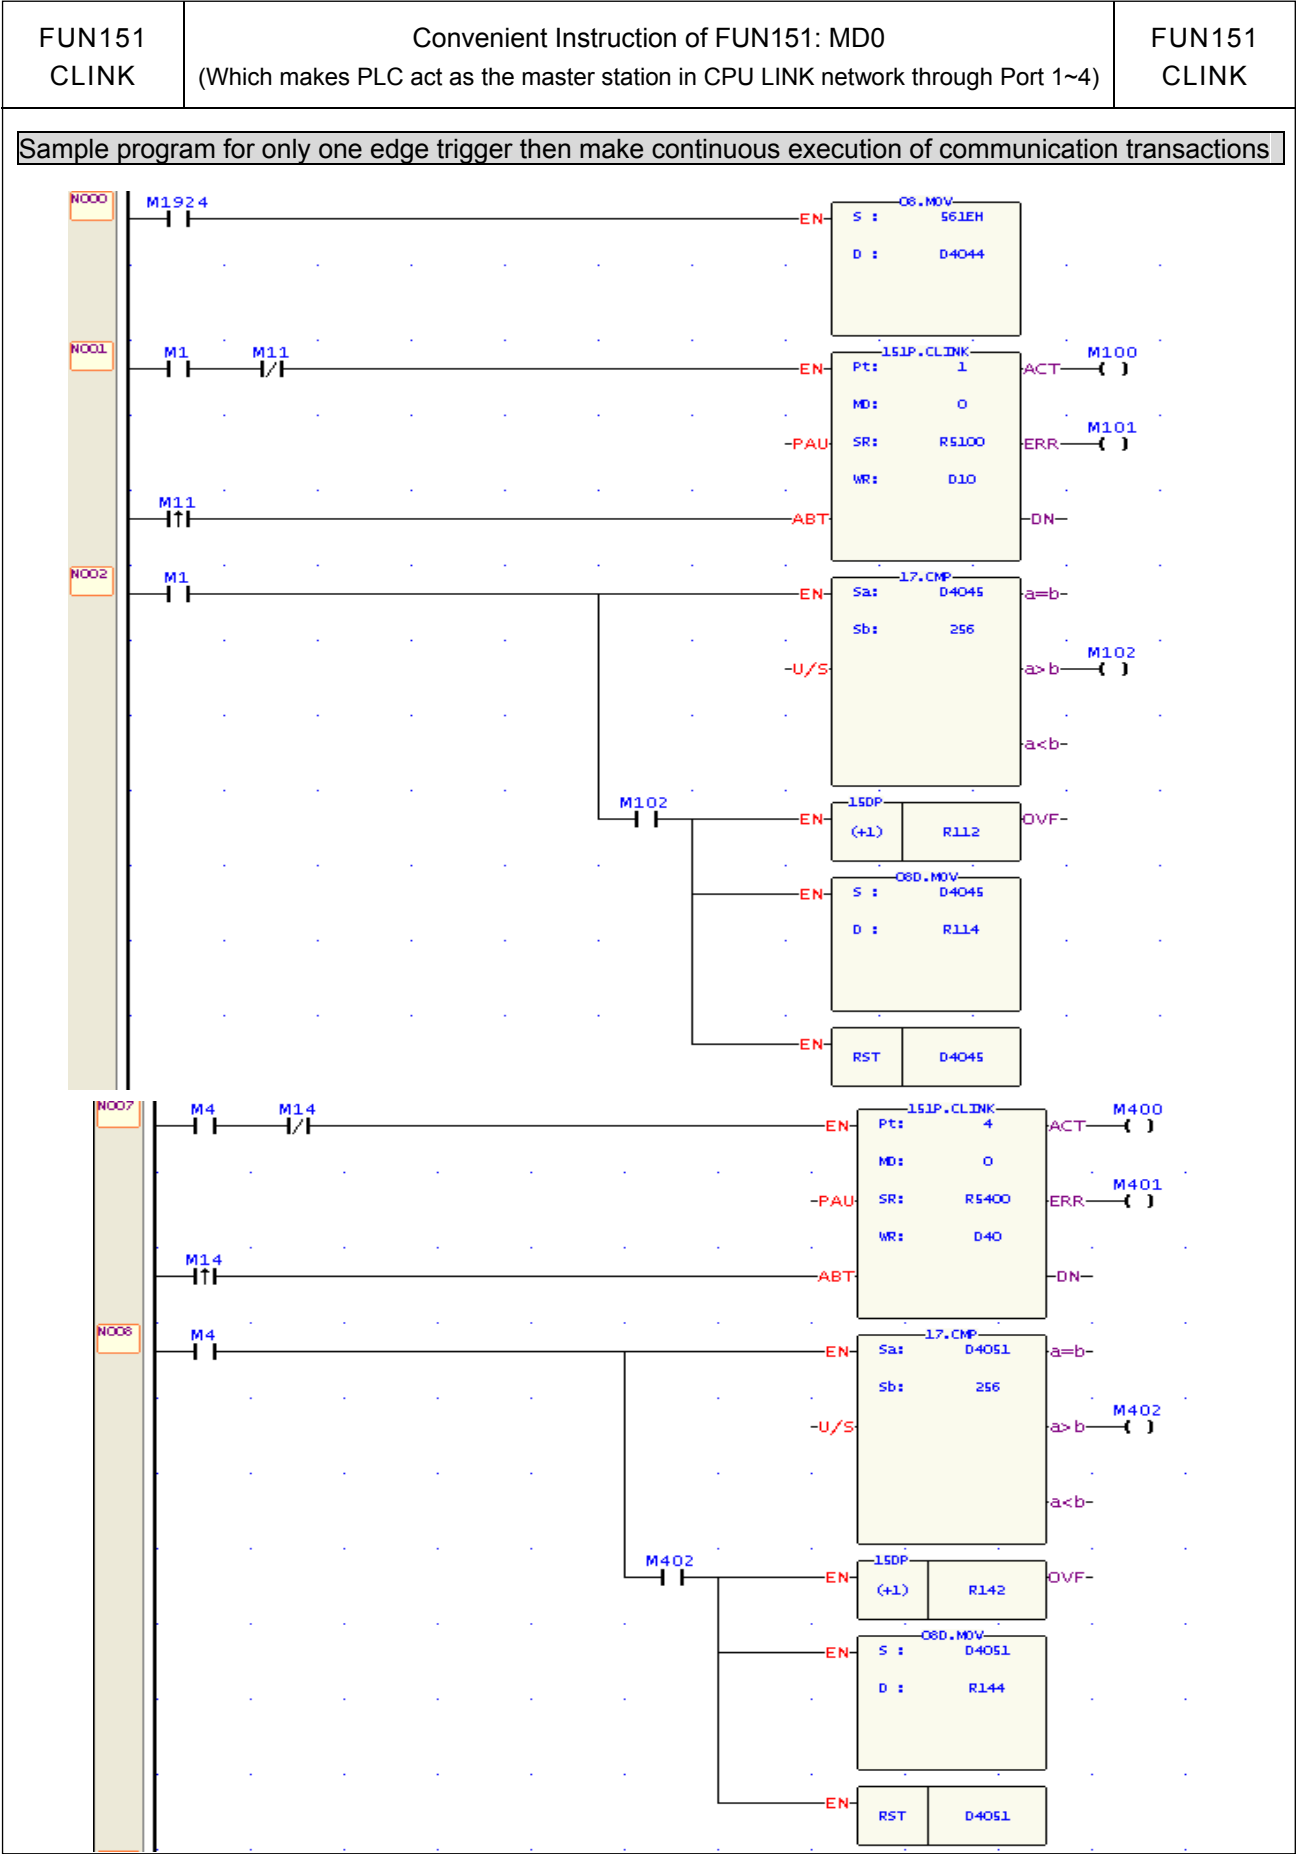 FUN151
CLINK
Convenient Instruction of FUN151: MD0
(Which makes PLC act as the master station in CPU LINK network through Port 1~4)
FUN151
CLINK
Sample program for only one edge trigger then make continuous execution of communication transactions
N000
M1924
EN
08.MOV
S : 561EH
D : D4044
N001
M1 M11
EN
151P.CLINK
Pt: 1
ACT
M100
MD: 0
PAU
SR: R5100
ERR
M101
WR: D10
M11
ABT
DN
N002
M1
EN
17.CMP
Sa: D4045
a=b
Sb: 256
U/S
a>b
M102
a<b
M102
EN
15DP
(+1) R112
OVF
EN
08D.MOV
S : D4045
D : R114
EN
RST D4045
N007
M4 M14
EN
151P.CLINK
Pt: 4
ACT
M400
MD: 0
PAU
SR: R5400
ERR
M401
WR: D40
M14
ABT
DN
N008
M4
EN
17.CMP
Sa: D4051
a=b
Sb: 256
U/S
a>b
M402
a<b
M402
EN
15DP
(+1) R142
OVF
EN
08D.MOV
S : D4051
D : R144
EN
RST D4051